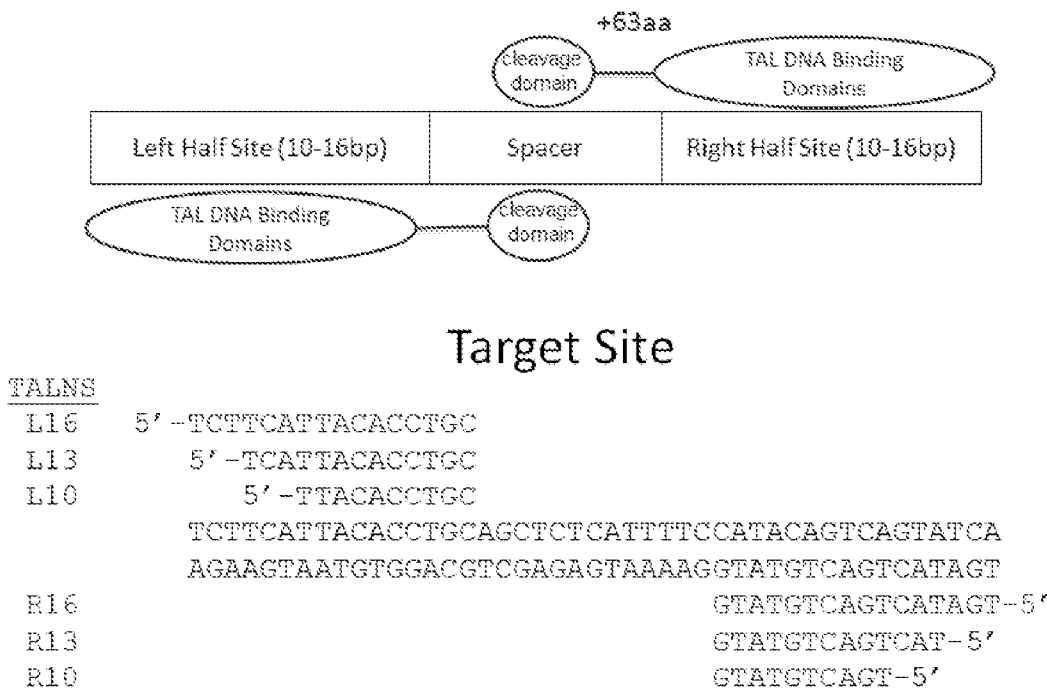 +63aa
cleavage domain
TAL DNA Binding Domains
Left Half Site (10-16bp)
Spacer
Right Half Site (10-16bp)
TAL DNA Binding Domains
cleavage domain
Target Site
TALNS
L16 5'-TCTTCATTACACCTGC
L13 5'-TCATTACACCTGC
L10 5'-TTACACCTGC
TCTTCATTACACCTGCAGCTCTCATTTTCCATACAGTCAGTATCA
AGAAGTAATGTGGACGTCGAGAGTAAAAGGTATGTCAGTCATAGT
R16 GTATGTCAGTCATAGT-5'
R13 GTATGTCAGTCAT-5'
R10 GTATGTCAGT-5'